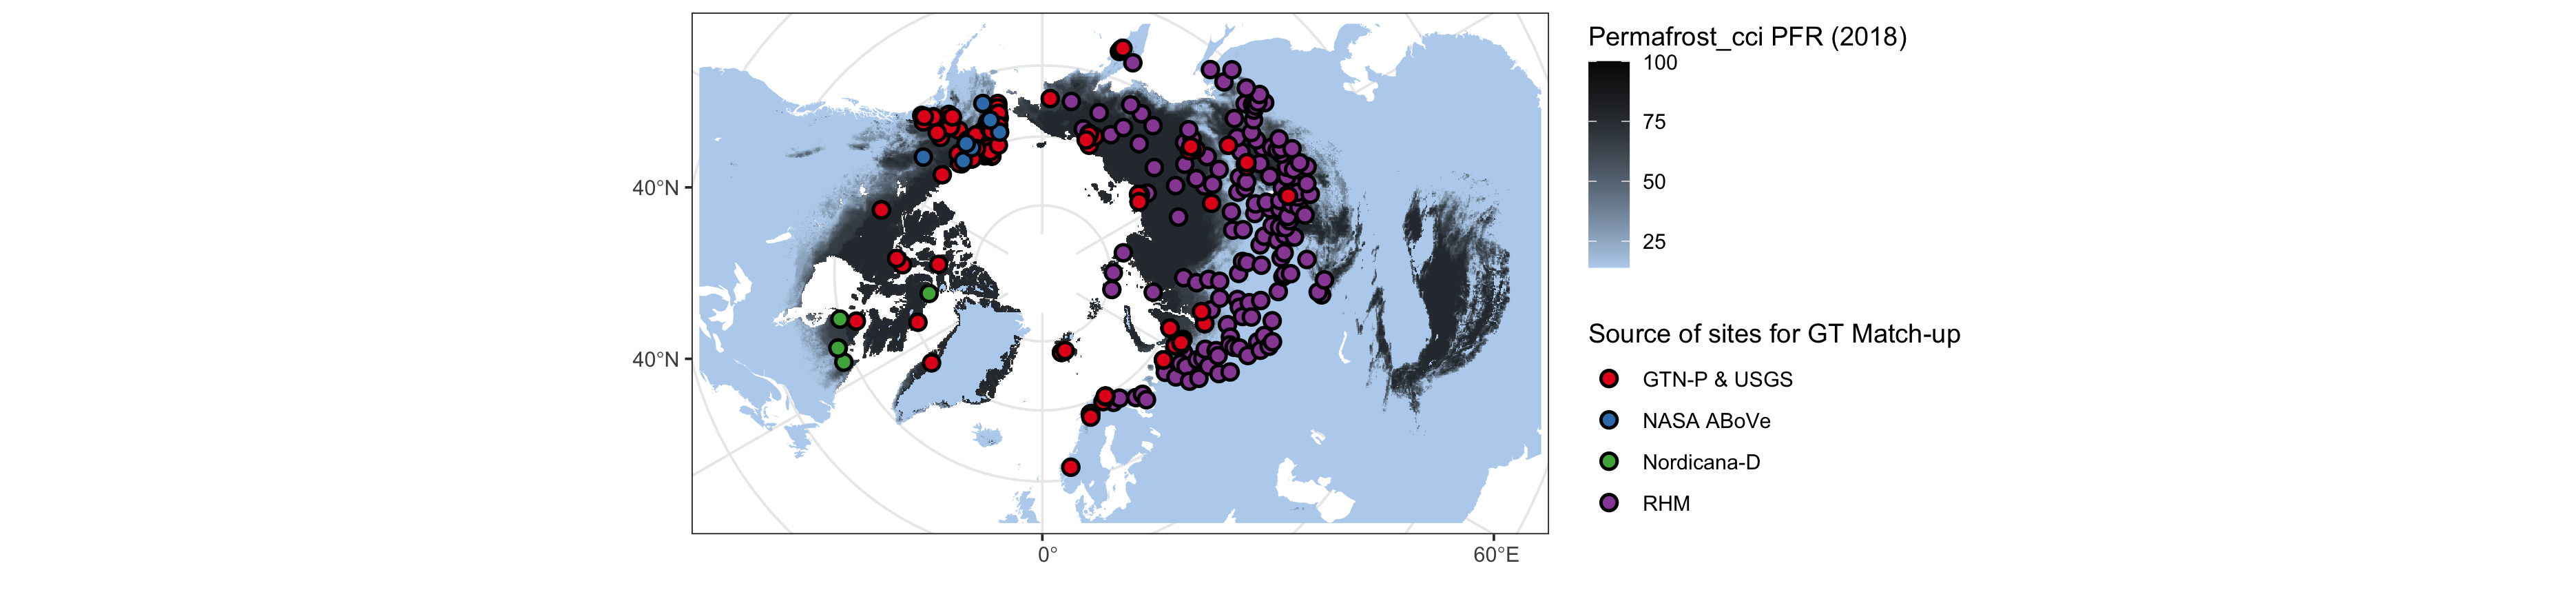 Permafrost_cci PFR (2018)
100
75
50
25
40°N
40°N
0°
60°E
Source of sites for GT Match-up
GTN-P & USGS
NASA ABoVe
Nordicana-D
RHM